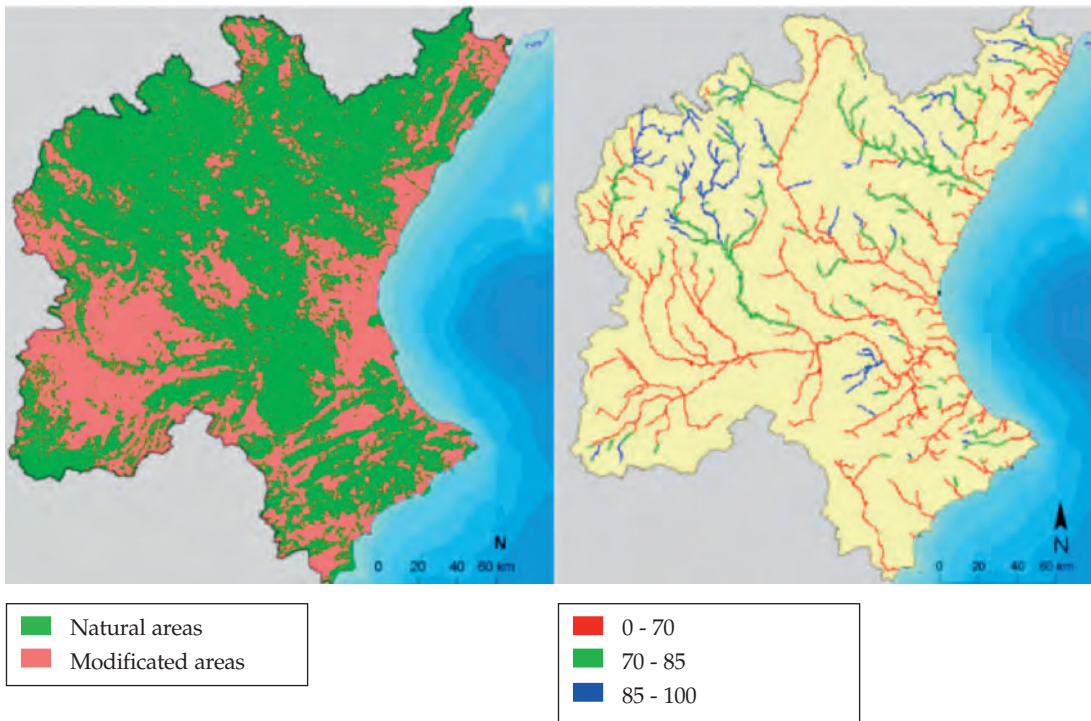 N
0 20 40 60 km
N
0 20 40 60 km
Natural areas
Modificated areas
0 - 70
70 - 85
85 - 100